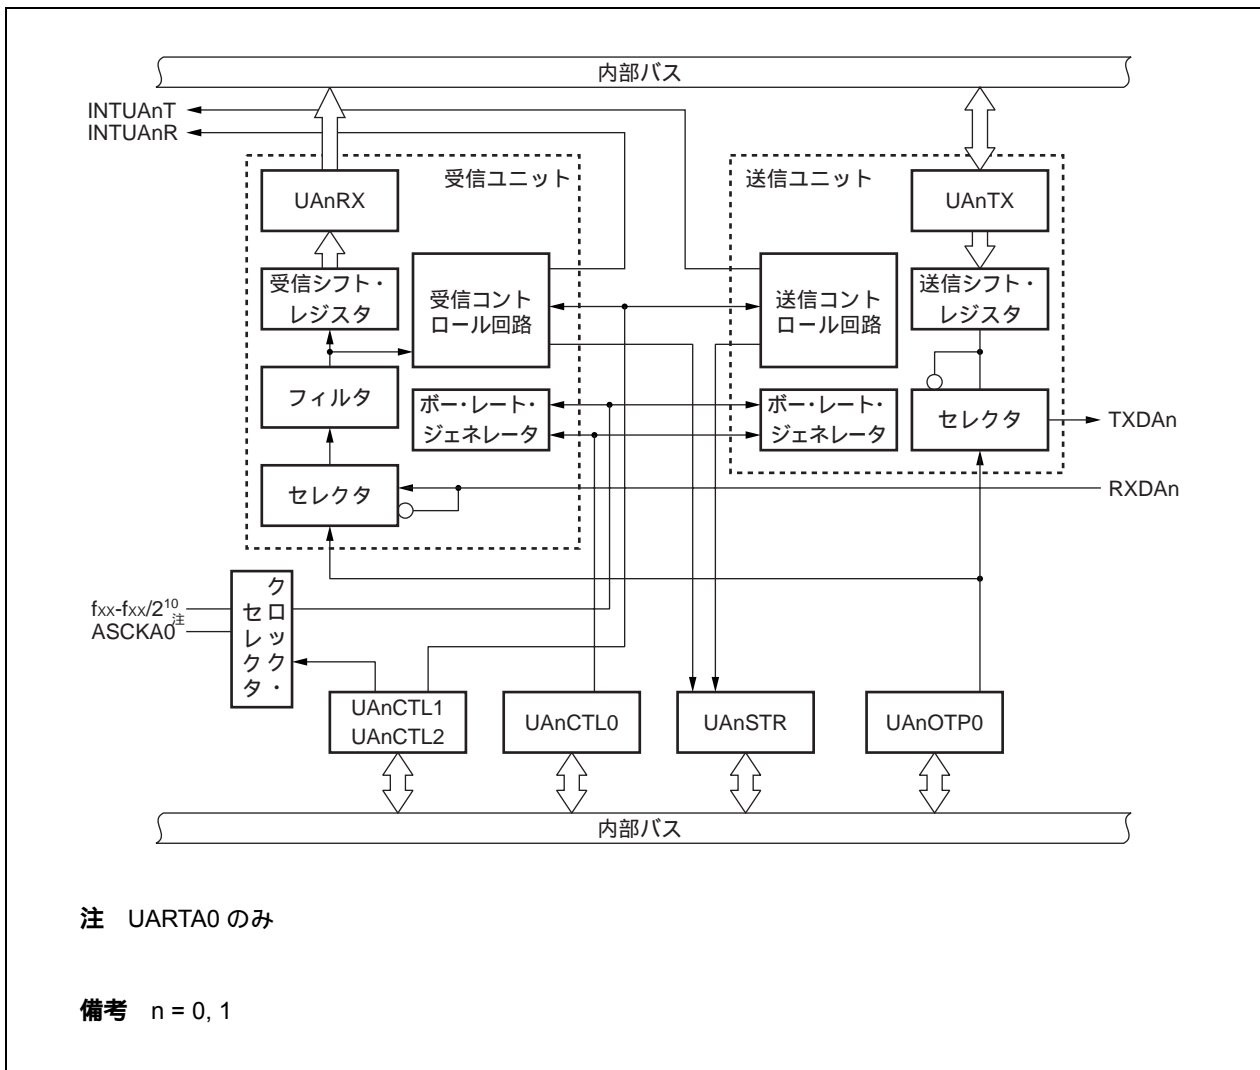 内部バス
INTUAnT
INTUAnR
受信ユニット
送信ユニット
UAnRX
UAnTX
受信シフト・
レジスタ
受信コント
ロール回路
送信コント
ロール回路
送信シフト・
レジスタ
フィルタ
ボー・レート・
ジェネレータ
ボー・レート・
ジェネレータ
セレクタ
TXDAn
セレクタ
RXDAn
fxx-fxx/2^10
ASCKA0注
クロック・
セレクタ
UAnCTL1
UAnCTL2
UAnCTL0
UAnSTR
UAnOTP0
内部バス
注 UARTA0 のみ
備考 n = 0, 1